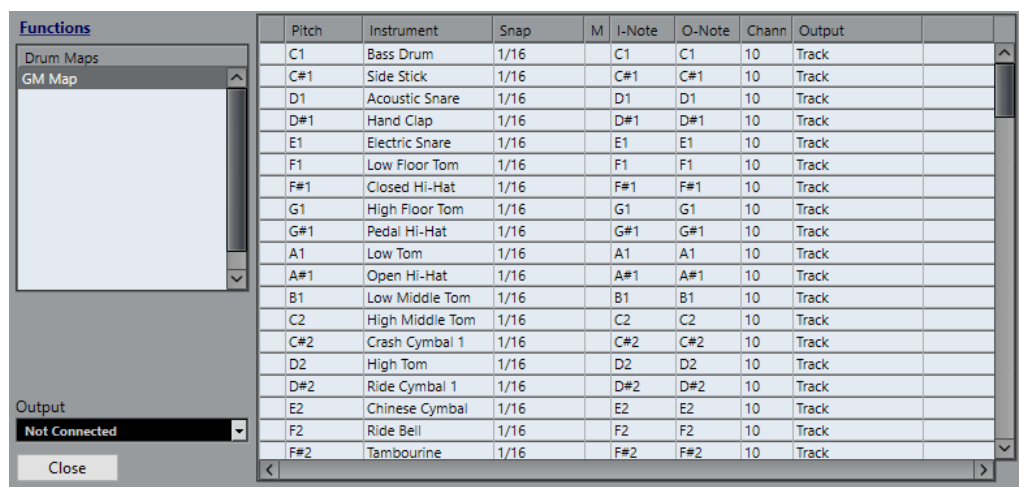 Functions
Drum Maps
GM Map
Output
Not Connected
Close
Pitch Instrument Snap M I-Note O-Note Chann Output
C1 Bass Drum 1/16 C1 C1 10 Track
C#1 Side Stick 1/16 C#1 C#1 10 Track
D1 Acoustic Snare 1/16 D1 D1 10 Track
D#1 Hand Clap 1/16 D#1 D#1 10 Track
E1 Electric Snare 1/16 E1 E1 10 Track
F1 Low Floor Tom 1/16 F1 F1 10 Track
F#1 Closed Hi-Hat 1/16 F#1 F#1 10 Track
G1 High Floor Tom 1/16 G1 G1 10 Track
G#1 Pedal Hi-Hat 1/16 G#1 G#1 10 Track
A1 Low Tom 1/16 A1 A1 10 Track
A#1 Open Hi-Hat 1/16 A#1 A#1 10 Track
B1 Low Middle Tom 1/16 B1 B1 10 Track
C2 High Middle Tom 1/16 C2 C2 10 Track
C#2 Crash Cymbal 1 1/16 C#2 C#2 10 Track
D2 High Tom 1/16 D2 D2 10 Track
D#2 Ride Cymbal 1 1/16 D#2 D#2 10 Track
E2 Chinese Cymbal 1/16 E2 E2 10 Track
F2 Ride Bell 1/16 F2 F2 10 Track
F#2 Tambourine 1/16 F#2 F#2 10 Track